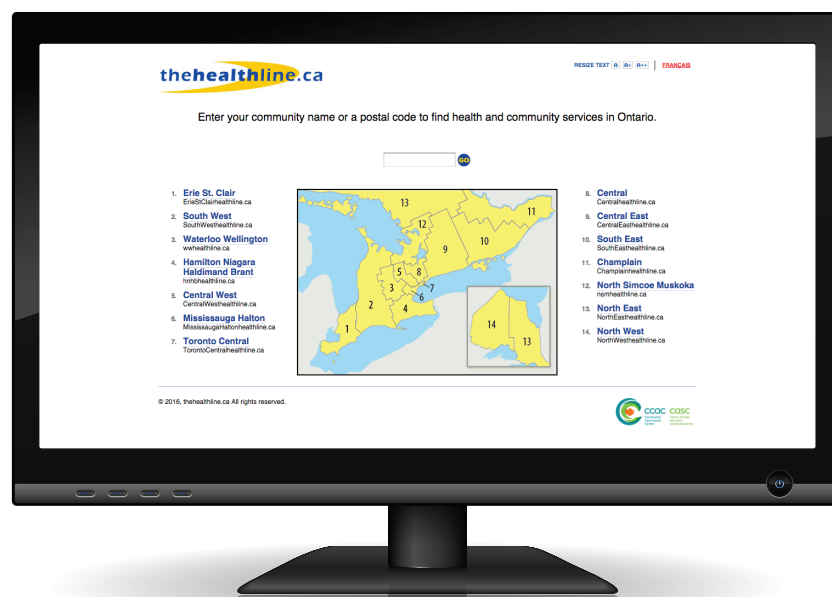 thehealthline.ca
RESIZE TEXT A A+ A++ | FRANÇAIS
Enter your community name or a postal code to find health and community services in Ontario.
GO
1. Erie St. Clair
ErieStClairhealthline.ca
2. South West
SouthWesthealthline.ca
3. Waterloo Wellington
wwhealthline.ca
4. Hamilton Niagara
Haldimand Brant
hnhbhealthline.ca
5. Central West
CentralWesthealthline.ca
6. Mississauga Halton
MississaugaHaltonhealthline.ca
7. Toronto Central
TorontoCentralhealthline.ca
13
11
12
10
9
5 8
7
3
6
2
4
1
14
13
8. Central
Centralhealthline.ca
9. Central East
CentralEasthealthline.ca
10. South East
SouthEasthealthline.ca
11. Champlain
Champlainhealthline.ca
12. North Simcoe Muskoka
nsmhealthline.ca
13. North East
NorthEasthealthline.ca
14. North West
NorthWesthealthline.ca
© 2016, thehealthline.ca All rights reserved.
ccac casc
Community
Care Access
Centre